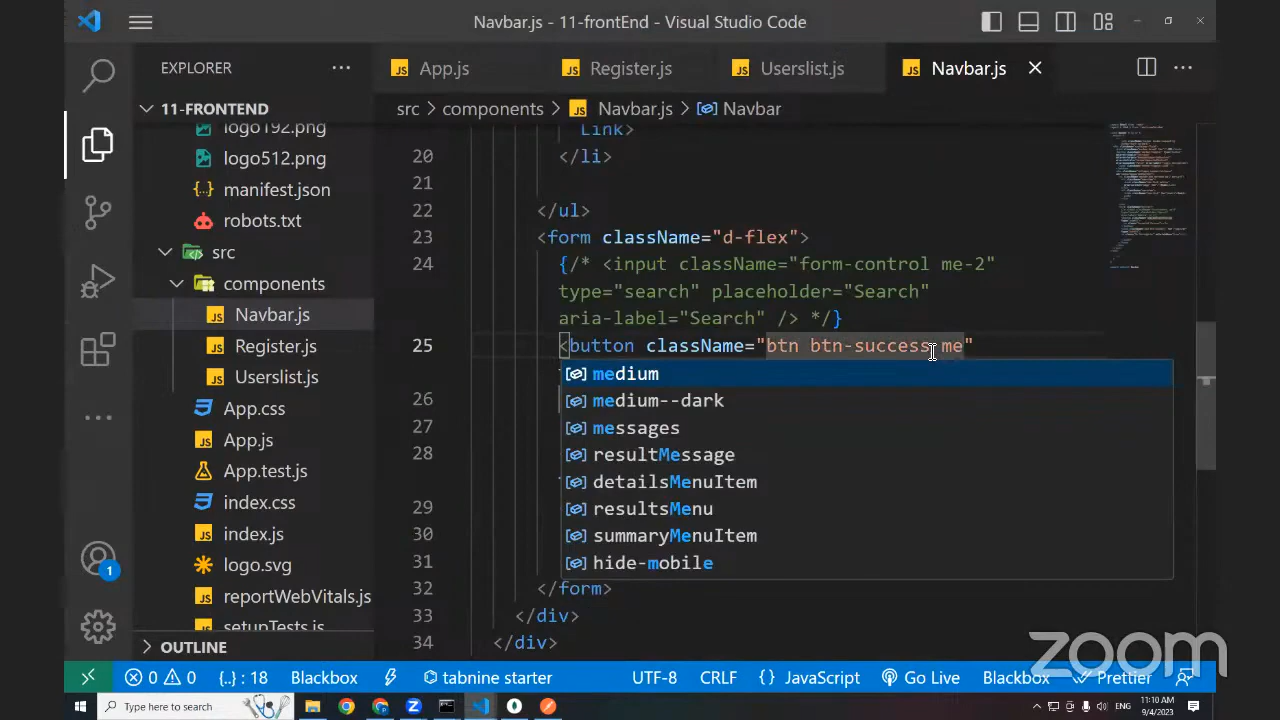 Navbar.js - 11-frontEnd - Visual Studio Code
EXPLORER
App.js
Register.js
Userslist.js
Navbar.js
11-FRONTEND
src
components
Navbar.js
Navbar
logo192.png
logo512.png
manifest.json
robots.txt
src
components
Navbar.js
Register.js
Userslist.js
App.css
App.js
App.test.js
index.css
index.js
logo.svg
reportWebVitals.js
setupTests.js
OUTLINE
Link>
20 </li>
21
22 </ul>
23 <form className="d-flex">
24 {/* <input className="form-control me-2"
type="search" placeholder="Search"
aria-label="Search" /> */}
25 <button className="btn btn-success me"
medium
26 medium--dark
27 messages
28 resultMessage
detailsMenuItem
29 resultsMenu
30 summaryMenuItem
31 hide-mobile
32 </form>
33 </div>
34 </div>
1
zoom
0 0 {..} : 18 Blackbox tabnine starter UTF-8 CRLF {} JavaScript Go Live Blackbox Prettier
Type here to search
11:10 AM
9/4/2023